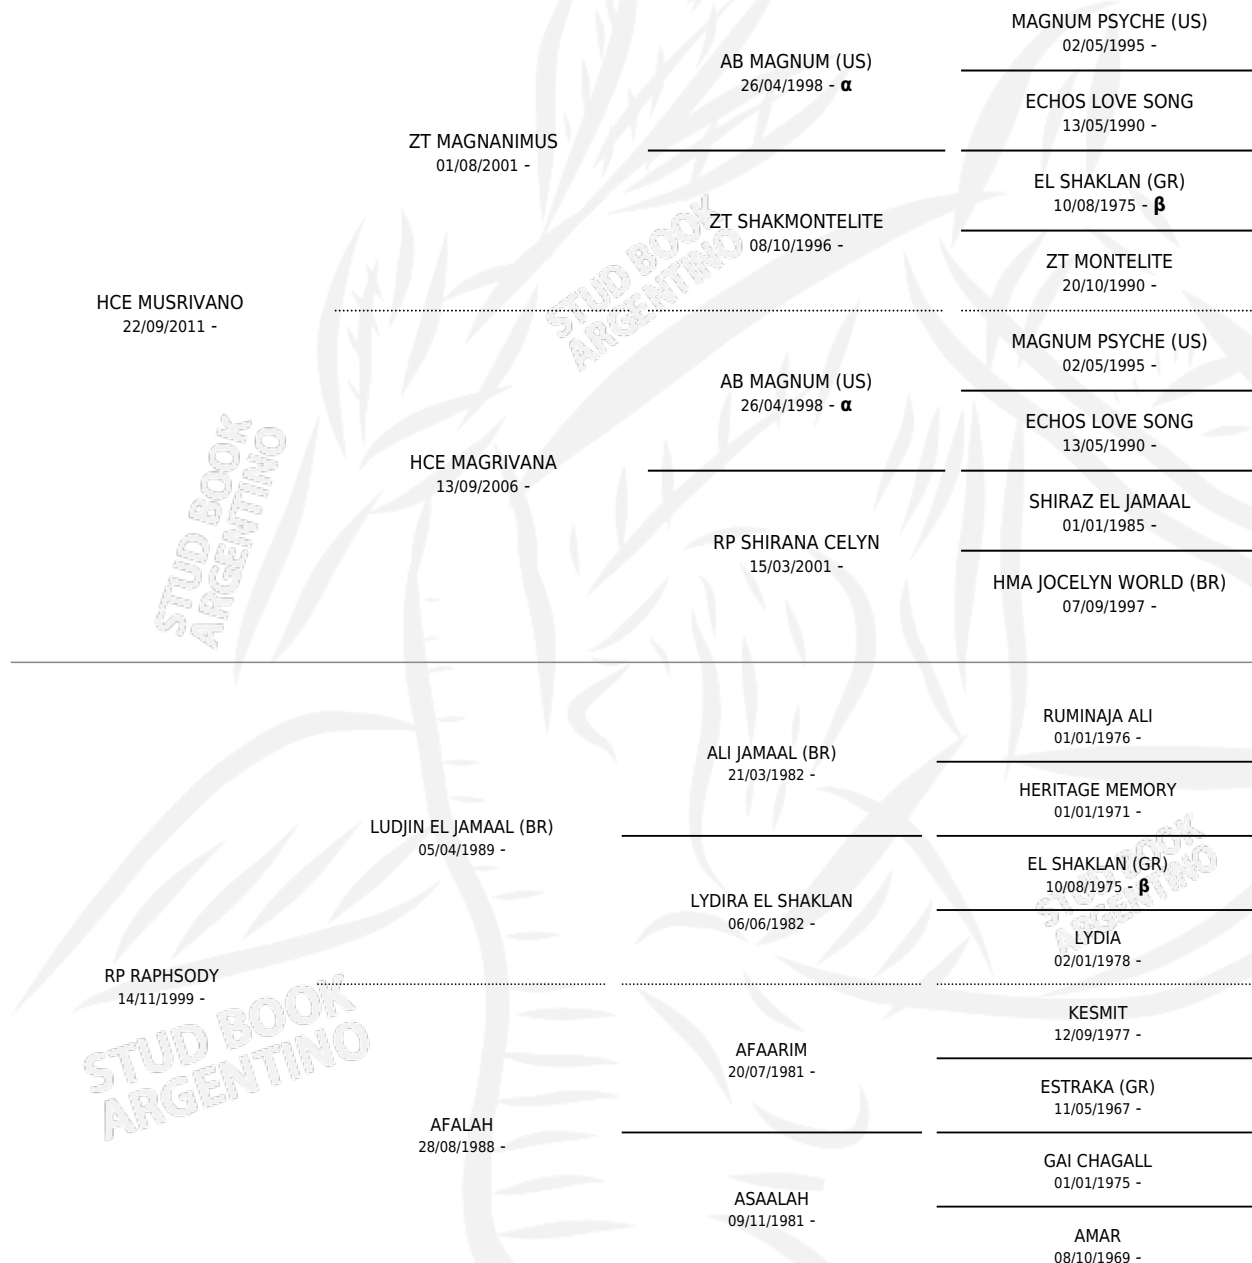 MAGNUM PSYCHE (US)
02/05/1995 -
AB MAGNUM (US)
26/04/1998 - α
ECHOS LOVE SONG
13/05/1990 -
ZT MAGNANIMUS
01/08/2001 -
EL SHAKLAN (GR)
10/08/1975 - β
ZT SHAKMONTELITE
08/10/1996 -
ZT MONTELITE
20/10/1990 -
HCE MUSRIVANO
22/09/2011 -
MAGNUM PSYCHE (US)
02/05/1995 -
AB MAGNUM (US)
26/04/1998 - α
ECHOS LOVE SONG
13/05/1990 -
HCE MAGRIVANA
13/09/2006 -
SHIRAZ EL JAMAAL
01/01/1985 -
RP SHIRANA CELYN
15/03/2001 -
HMA JOCELYN WORLD (BR)
07/09/1997 -
RUMINAJA ALI
01/01/1976 -
ALI JAMAAL (BR)
21/03/1982 -
HERITAGE MEMORY
01/01/1971 -
LUDJIN EL JAMAAL (BR)
05/04/1989 -
EL SHAKLAN (GR)
10/08/1975 - β
LYDIRA EL SHAKLAN
06/06/1982 -
LYDIA
02/01/1978 -
RP RAPHSODY
14/11/1999 -
KESMIT
12/09/1977 -
AFAARIM
20/07/1981 -
ESTRAKA (GR)
11/05/1967 -
AFALAH
28/08/1988 -
GAI CHAGALL
01/01/1975 -
ASAALAH
09/11/1981 -
AMAR
08/10/1969 -
STUD BOOK
ARGENTINO
STUD BOOK
ARGENTINO
STUD BOOK
ARGENTINO
STUD BOOK
ARGENTINO